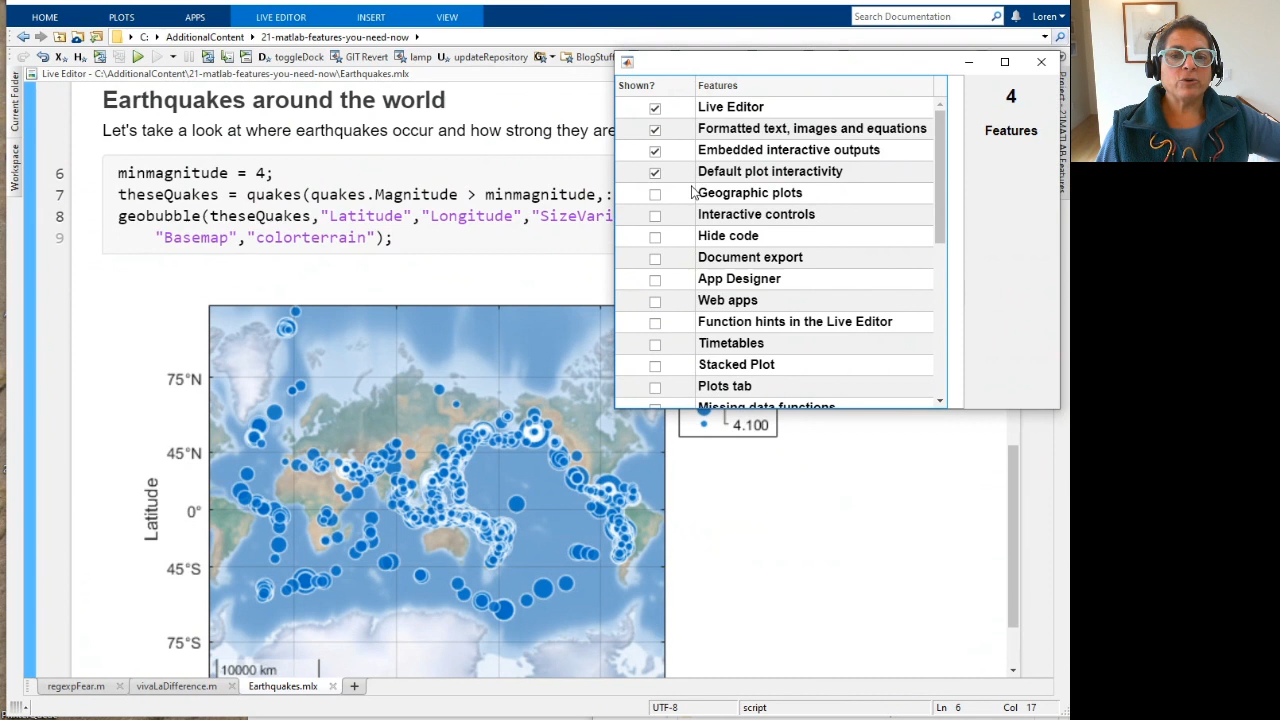 HOME PLOTS APPS LIVE EDITOR INSERT VIEW Search Documentation Loren
C: AdditionalContent 21-matlab-features-you-need-now
toggleDock GIT Revert lamp updateRepository BlogStuff
Live Editor - C:\AdditionalContent\21-matlab-features-you-need-now\Earthquakes.mlx
Current Folder
Workspace
Earthquakes around the world
Let's take a look at where earthquakes occur and how strong they are
6 minmagnitude = 4;
7 theseQuakes = quakes(quakes.Magnitude > minmagnitude,:
8 geobubble(theseQuakes,"Latitude","Longitude","SizeVari
9 "Basemap","colorterrain");
Shown? Features
Live Editor
Formatted text, images and equations
Embedded interactive outputs
Default plot interactivity
Geographic plots
Interactive controls
Hide code
Document export
App Designer
Web apps
Function hints in the Live Editor
Timetables
Stacked Plot
Plots tab
Missing data functions
4
Features
4.100
75°N
45°N
0°
45°S
75°S
Latitude
10000 km
regexpFear.m vivaLaDifference.m Earthquakes.mlx
UTF-8 script Ln 6 Col 17